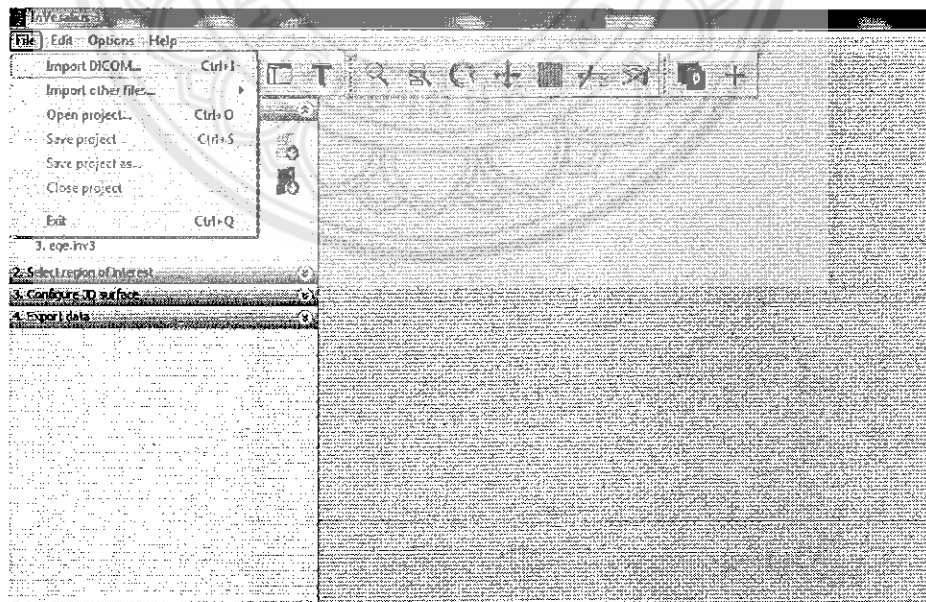 InVesalius 3
File Edit Options Help
Import DICOM... Ctrl+I
Import other files...
Open project... Ctrl+O
Save project Ctrl+S
Save project as...
Close project
Exit Ctrl+Q
3. ege.inv3
2. Select region of interest
3. Configure 3D surface
4. Export data